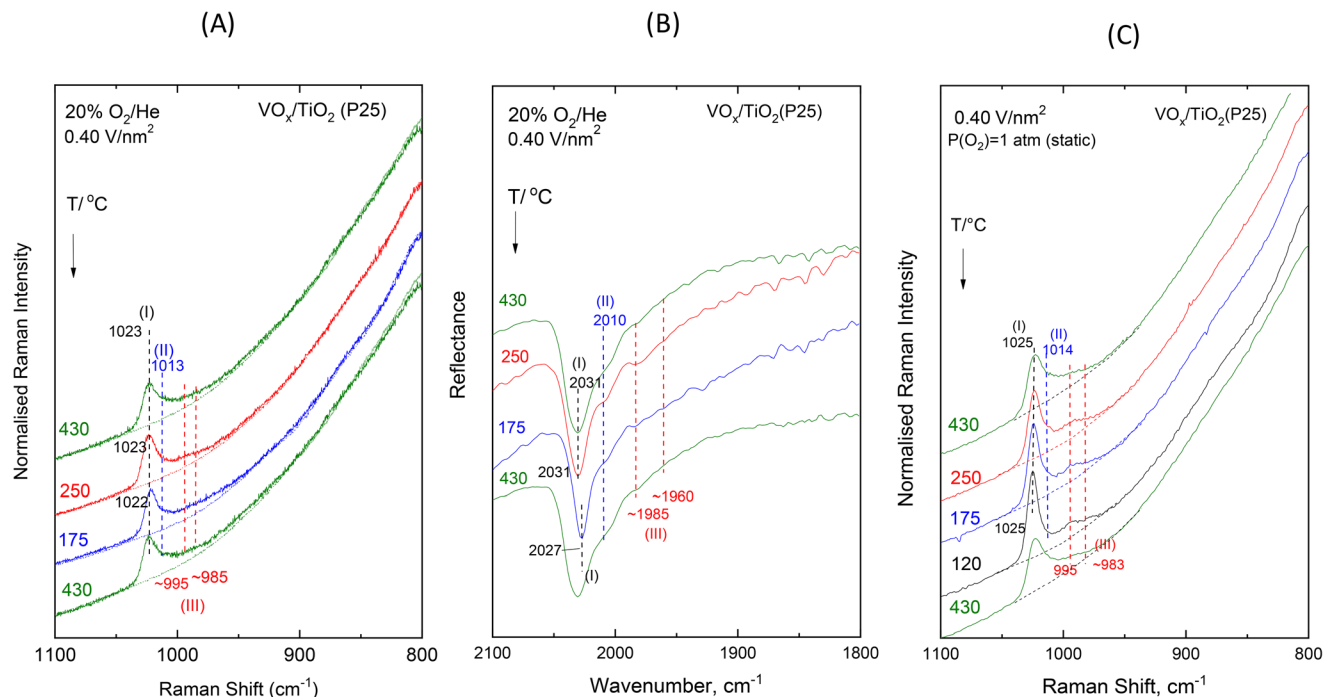 (A)
20% O₂/He
0.40 V/nm²
VOₓ/TiO₂ (P25)
T/ °C
(I)
1023
(II)
1013
430
1023
250
1022
175
~995
~985
(III)
430
Normalised Raman Intensity
1100
1000
900
800
Raman Shift (cm⁻¹)
(B)
20% O₂/He
0.40 V/nm²
VOₓ/TiO₂(P25)
T/ °C
430
(II)
2010
(I)
2031
250
175
2031
~1960
~1985
(III)
430
2027
(I)
Reflectance
2100
2000
1900
1800
Wavenumber, cm⁻¹
(C)
0.40 V/nm²
P(O₂)=1 atm (static)
VOₓ/TiO₂(P25)
T/°C
(I)
1025
(II)
1014
430
250
175
1025
120
995
(III)
~983
430
Normalised Raman Intensity
1100
1000
900
800
Raman Shift, cm⁻¹